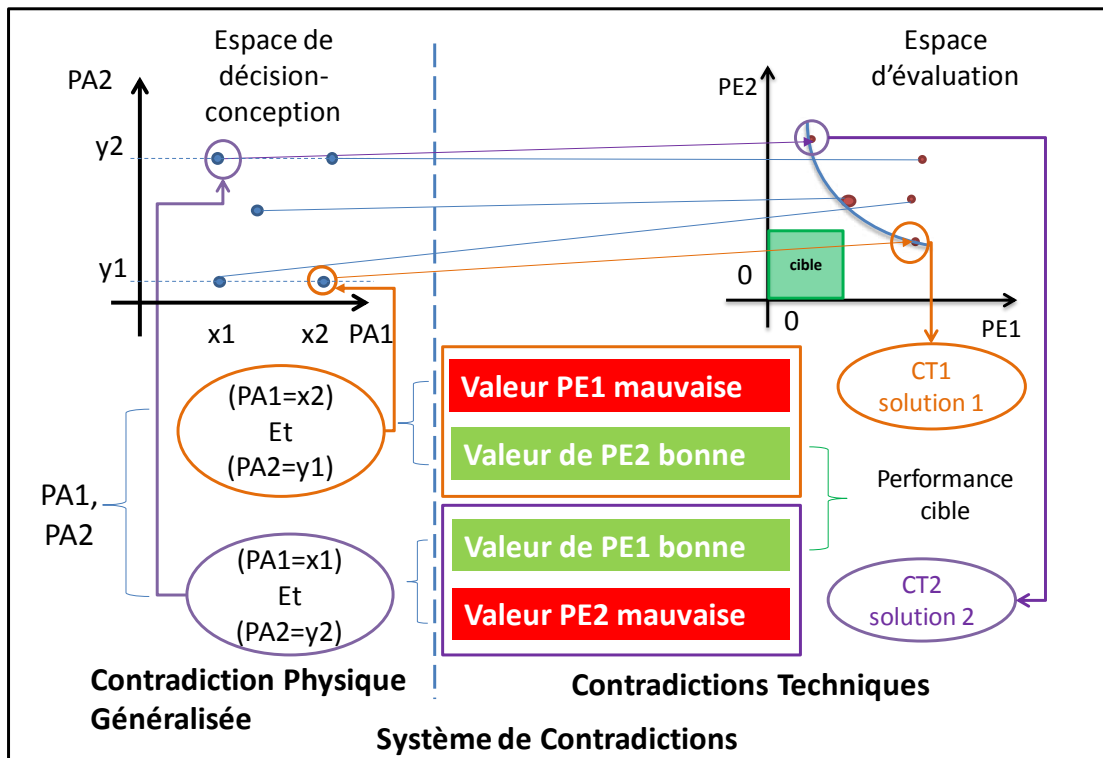 Espace de
décision-
conception
PA2
y2
y1
x1
x2
PA1
Espace
d'évaluation
PE2
cible
0
0
PE1
(PA1=x2)
Et
(PA2=y1)
PA1,
PA2
(PA1=x1)
Et
(PA2=y2)
Valeur PE1 mauvaise
Valeur de PE2 bonne
Valeur de PE1 bonne
Valeur PE2 mauvaise
CT1
solution 1
Performance
cible
CT2
solution 2
Contradiction Physique
Généralisée
Contradictions Techniques
Système de Contradictions